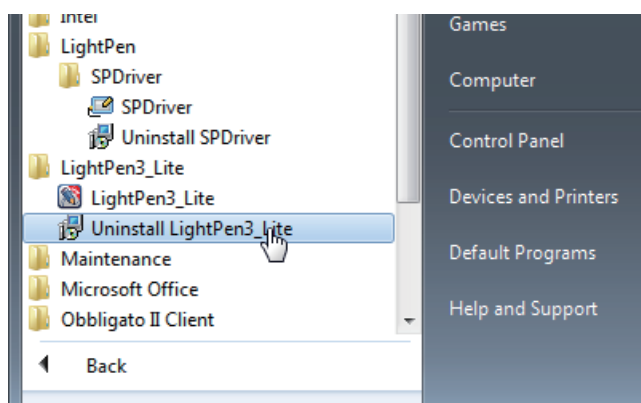 Intel
LightPen
SPDriver
SPDriver
Uninstall SPDriver
LightPen3_Lite
LightPen3_Lite
Uninstall LightPen3_Lite
Maintenance
Microsoft Office
Obbligato II Client
Back
Games
Computer
Control Panel
Devices and Printers
Default Programs
Help and Support